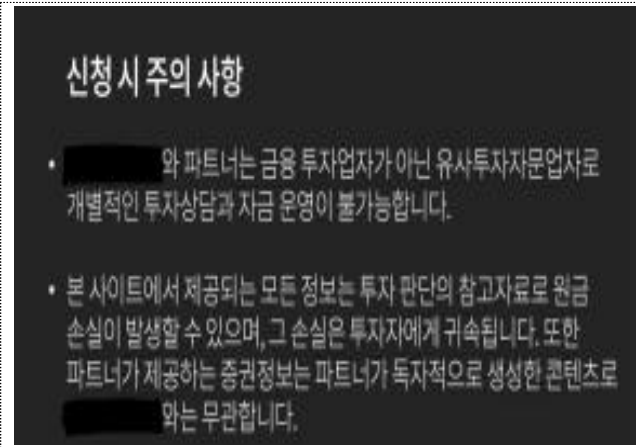 신청 시 주의 사항
• 와 파트너는 금융 투자업자가 아닌 유사투자자문업자로
개별적인 투자상담과 자금 운영이 불가능합니다.
• 본 사이트에서 제공되는 모든 정보는 투자 판단의 참고자료로 원금
손실이 발생할 수 있으며, 그 손실은 투자자에게 귀속됩니다. 또한
파트너가 제공하는 증권정보는 파트너가 독자적으로 생성한 콘텐츠로
와는 무관합니다.